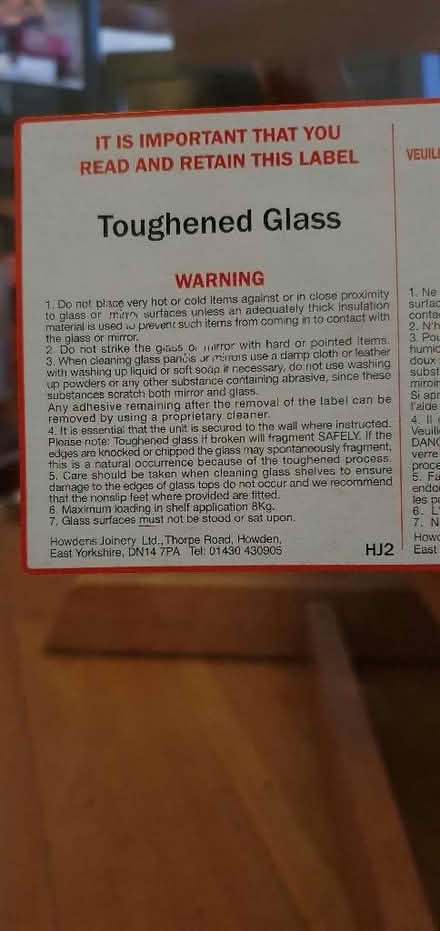 IT IS IMPORTANT THAT YOU
READ AND RETAIN THIS LABEL
Toughened Glass
WARNING
1. Do not place very hot or cold items against or in close proximity
to glass or mirror surfaces unless an adequately thick insulation
material is used to prevent such items from coming in to contact with
the glass or mirror.
2. Do not strike the glass or mirror with hard or pointed items.
3. When cleaning glass panels or mirrors use a damp cloth or leather
with washing up liquid or soft soap if necessary, do not use washing
up powders or any other substance containing abrasive, since these
substances scratch both mirror and glass.
Any adhesive remaining after the removal of the label can be
removed by using a proprietary cleaner.
4. It is essential that the unit is secured to the wall where instructed.
Please note: Toughened glass if broken will fragment SAFELY. If the
edges are knocked or chipped the glass may spontaneously fragment,
this is a natural occurrence because of the toughened process.
5. Care should be taken when cleaning glass shelves to ensure
damage to the edges of glass tops do not occur and we recommend
that the nonslip feet where provided are fitted.
6. Maximum loading in shelf application 8Kg.
7. Glass surfaces must not be stood or sat upon.
Howdens Joinery Ltd., Thorpe Road, Howden,
East Yorkshire, DN14 7PA Tel: 01430 430905
HJ2
VEUILL
1. Ne
surfac
contac
2. N'h
3. Pou
humic
doux
subst
miroir
Si apr
l'aide
4. Il e
Veuill
DANG
verre
proce
5. Fa
endo
les pa
6. L'
7. N
Howd
East